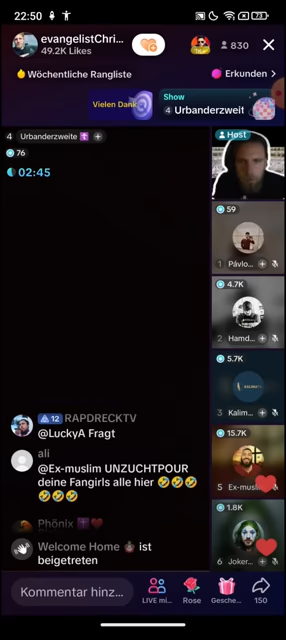 22:50
73
evangelistChri...
49.2K Likes
830
Wöchentliche Rangliste
Erkunden >
Vielen Dank
Show
4 Urbanderzweit
4 Urbanderzweite ✝️ +
76
02:45
Host
59
1 Pávlo... +
4.7K
2 Hamd... +
5.7K
3 Kalim... +
15.7K
5 Ex-mus...
1.8K
6 Joker...
12 RAPDRECKTV
@LuckyA Fragt
ali
@Ex-muslim UNZUCHTPOUR
deine Fangirls alle hier 🤣🤣🤣
🤣🤣🤣
Phönix ✝️❤️
Welcome Home ist
beigetreten
Kommentar hinz...
LIVE mi...
Rose
Gesche...
150